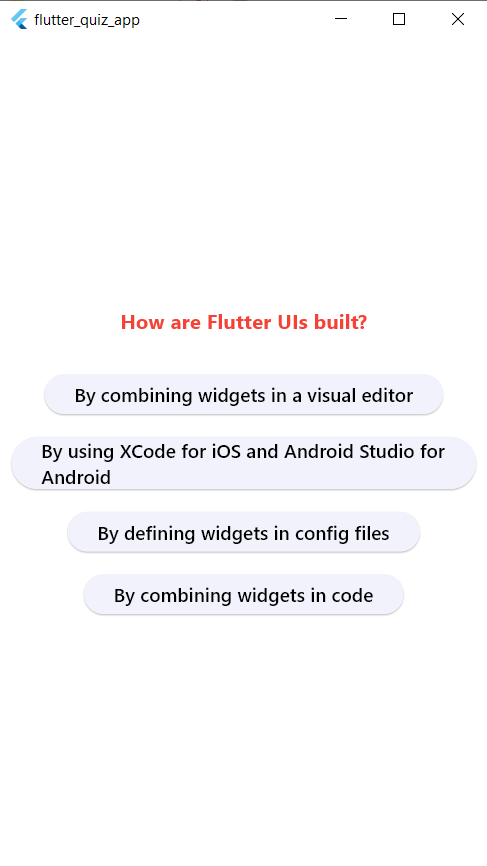 flutter_quiz_app
How are Flutter UIs built?
By combining widgets in a visual editor
By using XCode for iOS and Android Studio for
Android
By defining widgets in config files
By combining widgets in code